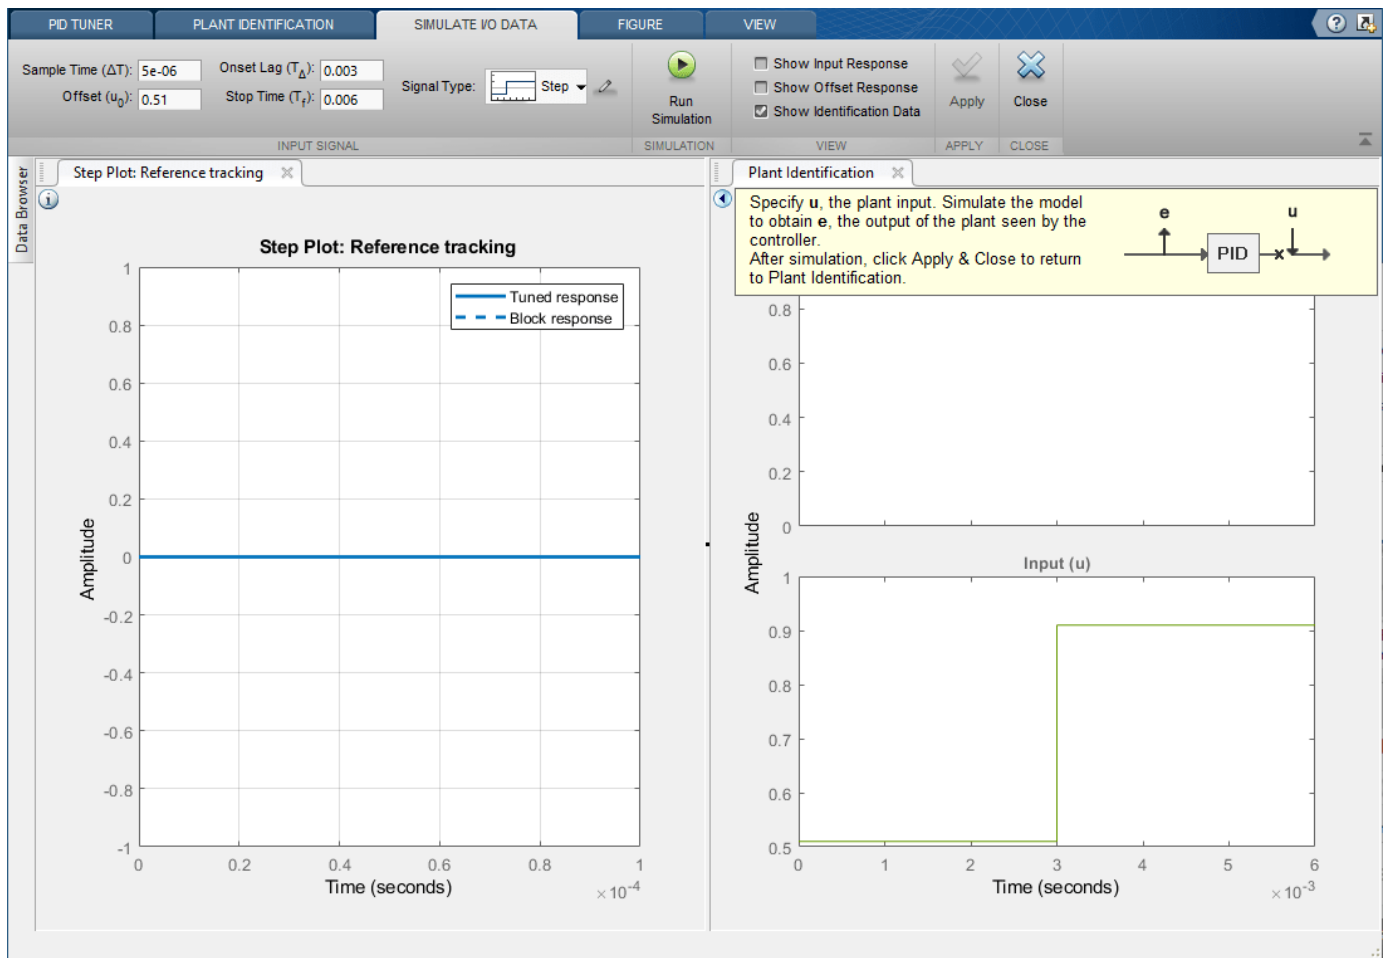 PID TUNER
PLANT IDENTIFICATION
SIMULATE I/O DATA
FIGURE
VIEW
?
Sample Time (ΔT): 5e-06
Onset Lag (T_Δ): 0.003
Offset (u_0): 0.51
Stop Time (T_f): 0.006
Signal Type:
Step
Run
Simulation
Show Input Response
Show Offset Response
Show Identification Data
Apply
Close
INPUT SIGNAL
SIMULATION
VIEW
APPLY
CLOSE
Data Browser
Step Plot: Reference tracking
i
Step Plot: Reference tracking
Tuned response
Block response
1
0.8
0.6
0.4
0.2
0
-0.2
-0.4
-0.6
-0.8
-1
Amplitude
0
0.2
0.4
0.6
0.8
1
Time (seconds)
×10^-4
Plant Identification
Specify u, the plant input. Simulate the model
to obtain e, the output of the plant seen by the
controller.
After simulation, click Apply & Close to return
to Plant Identification.
e
u
PID
0.8
0.6
0.4
0.2
0
Amplitude
Input (u)
1
0.9
0.8
0.7
0.6
0.5
0
1
2
3
4
5
6
Time (seconds)
×10^-3